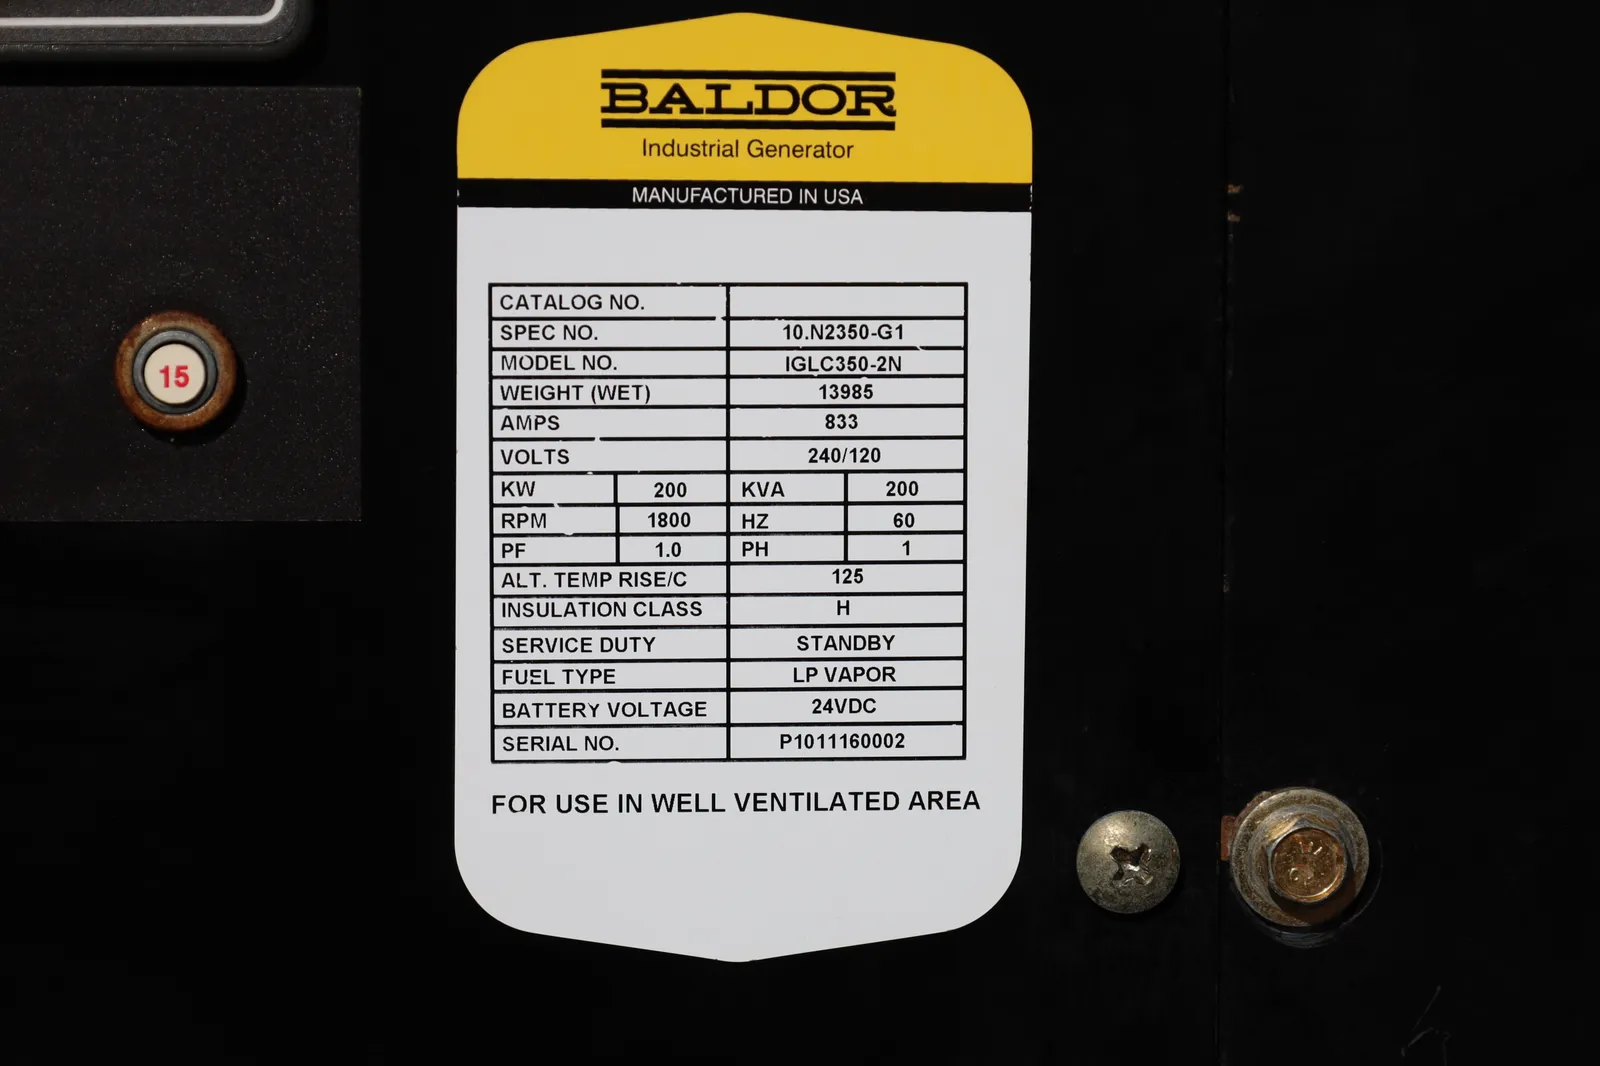 BALDOR
Industrial Generator
MANUFACTURED IN USA
CATALOG NO.
SPEC NO. 10.N2350-G1
MODEL NO. IGLC350-2N
WEIGHT (WET) 13985
AMPS 833
VOLTS 240/120
KW 200 KVA 200
RPM 1800 HZ 60
PF 1.0 PH 1
ALT. TEMP RISE/C 125
INSULATION CLASS H
SERVICE DUTY STANDBY
FUEL TYPE LP VAPOR
BATTERY VOLTAGE 24VDC
SERIAL NO. P1011160002
FOR USE IN WELL VENTILATED AREA
15